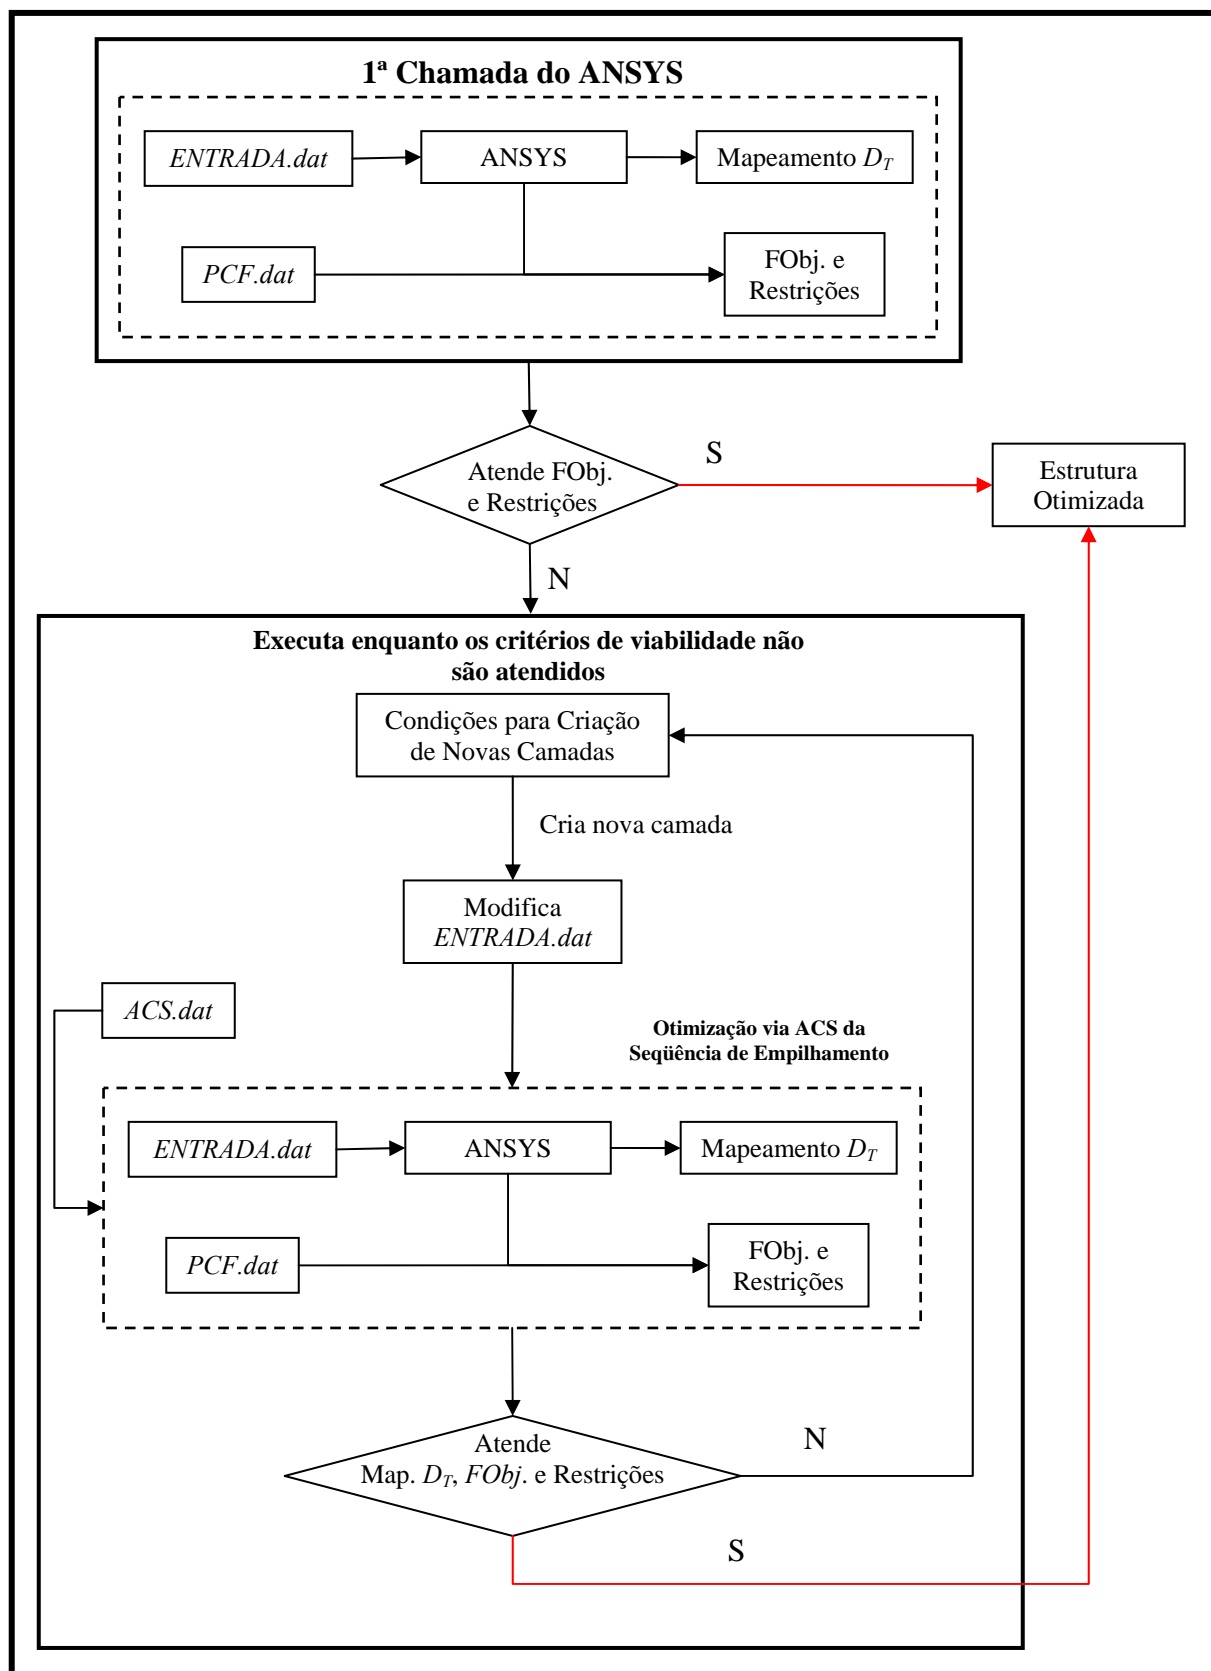 1ª Chamada do ANSYS
ENTRADA.dat
ANSYS
Mapeamento D_T
PCF.dat
FObj. e
Restrições
Atende FObj.
e Restrições
S
Estrutura
Otimizada
N
Executa enquanto os critérios de viabilidade não
são atendidos
Condições para Criação
de Novas Camadas
Cria nova camada
Modifica
ENTRADA.dat
ACS.dat
Otimização via ACS da
Seqüência de Empilhamento
ENTRADA.dat
ANSYS
Mapeamento D_T
PCF.dat
FObj. e
Restrições
Atende
Map. D_T, FObj. e Restrições
N
S